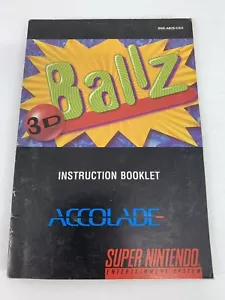 Ballz
3D
INSTRUCTION BOOKLET
ACCOLADE
SUPER NINTENDO
ENTERTAINMENT SYSTEM